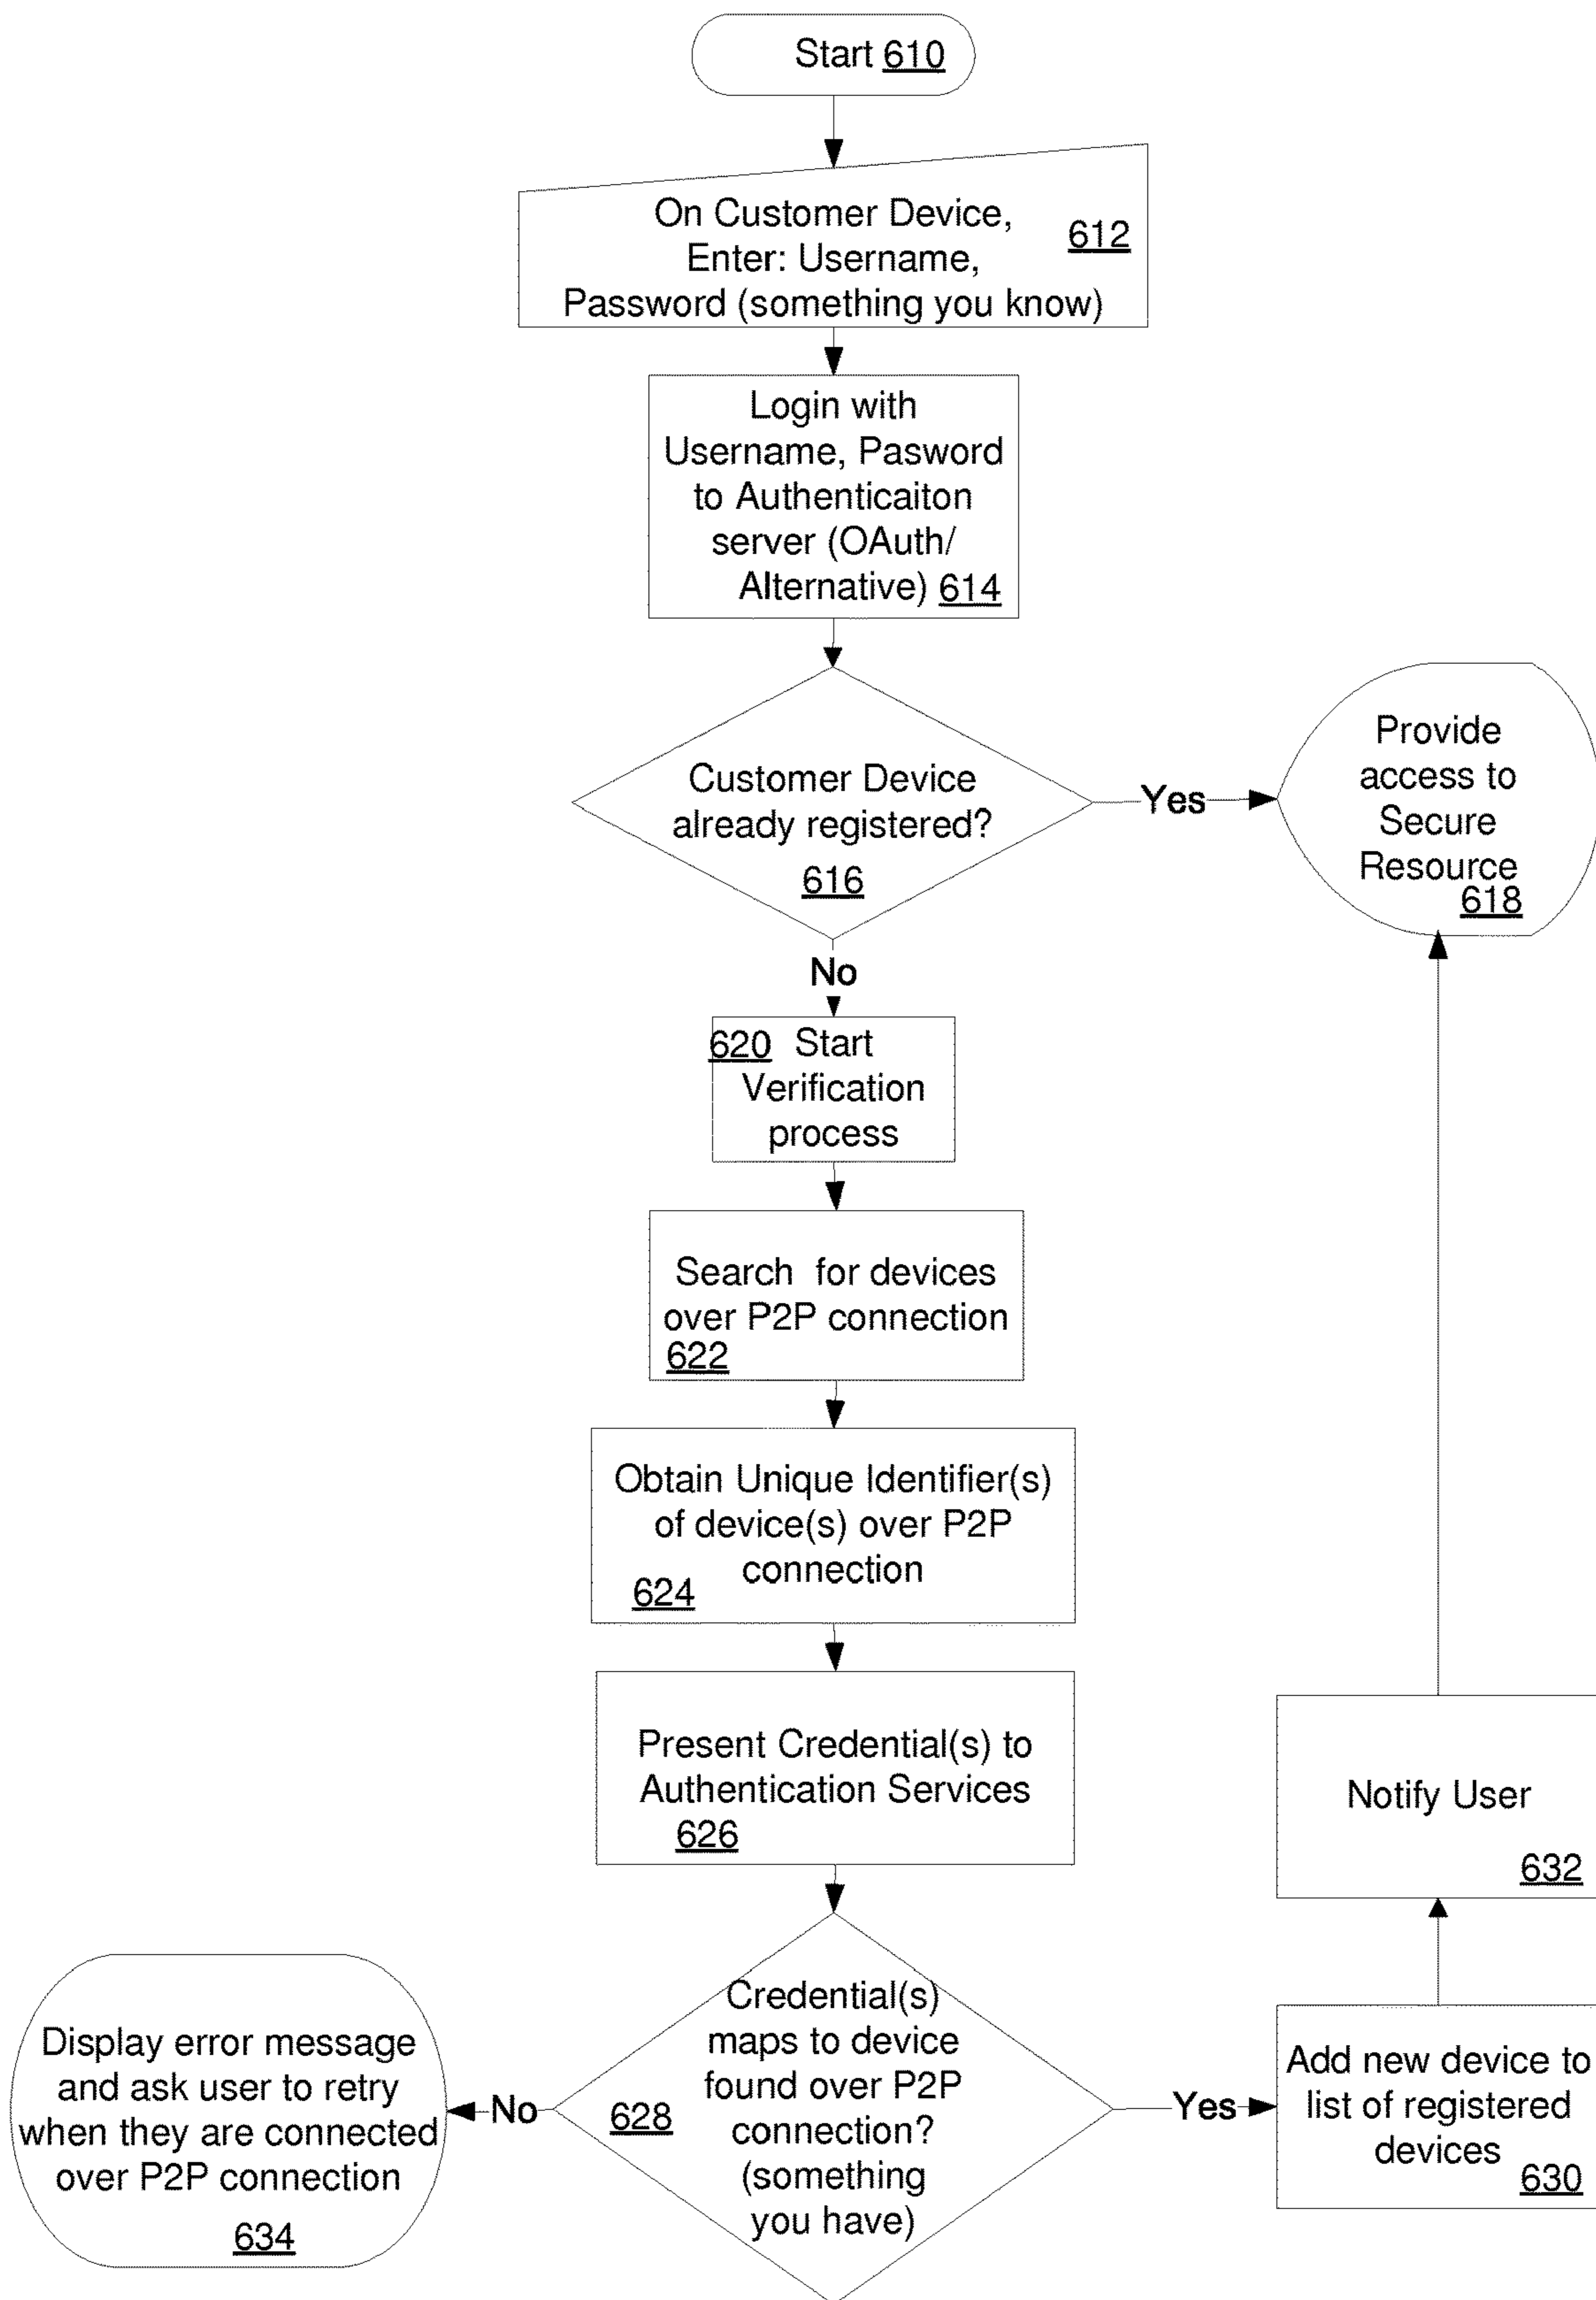 Start 610
On Customer Device,
Enter: Username,
Password (something you know)
612
Login with
Username, Pasword
to Authenticaiton
server (OAuth/
Alternative) 614
Customer Device
already registered?
616
Yes
Provide
access to
Secure
Resource
618
No
620 Start
Verification
process
Search for devices
over P2P connection
622
Obtain Unique Identifier(s)
of device(s) over P2P
connection
624
Present Credential(s) to
Authentication Services
626
Credential(s)
maps to device
found over P2P
connection?
(something
you have)
628
No
Display error message
and ask user to retry
when they are connected
over P2P connection
634
Yes
Add new device to
list of registered
devices
630
Notify User
632